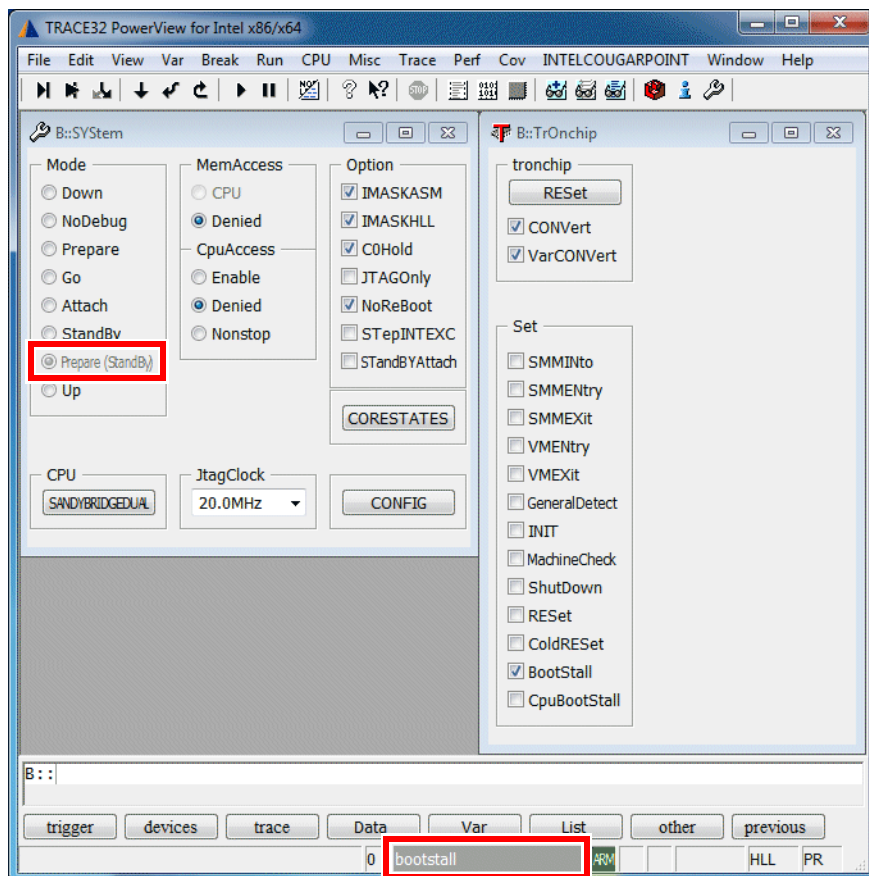 TRACE32 PowerView for Intel x86/x64
File Edit View Var Break Run CPU Misc Trace Perf Cov INTELCOUGARPOINT Window Help
B::SYStem
Mode
Down
NoDebug
Prepare
Go
Attach
StandBy
Prepare (StandBy)
Up
MemAccess
CPU
Denied
CpuAccess
Enable
Denied
Nonstop
Option
IMASKASM
IMASKHLL
C0Hold
JTAGOnly
NoReBoot
STepINTEXC
STandBYAttach
CORESTATES
CPU
SANDYBRIDGEDUAL
JtagClock
20.0MHz
CONFIG
B::TrOnchip
tronchip
RESet
CONVert
VarCONVert
Set
SMMINto
SMMENtry
SMMEXit
VMENtry
VMEXit
GeneralDetect
INIT
MachineCheck
ShutDown
RESet
ColdRESet
BootStall
CpuBootStall
B::
trigger devices trace Data Var List other previous
0 bootstall ARM HLL PR